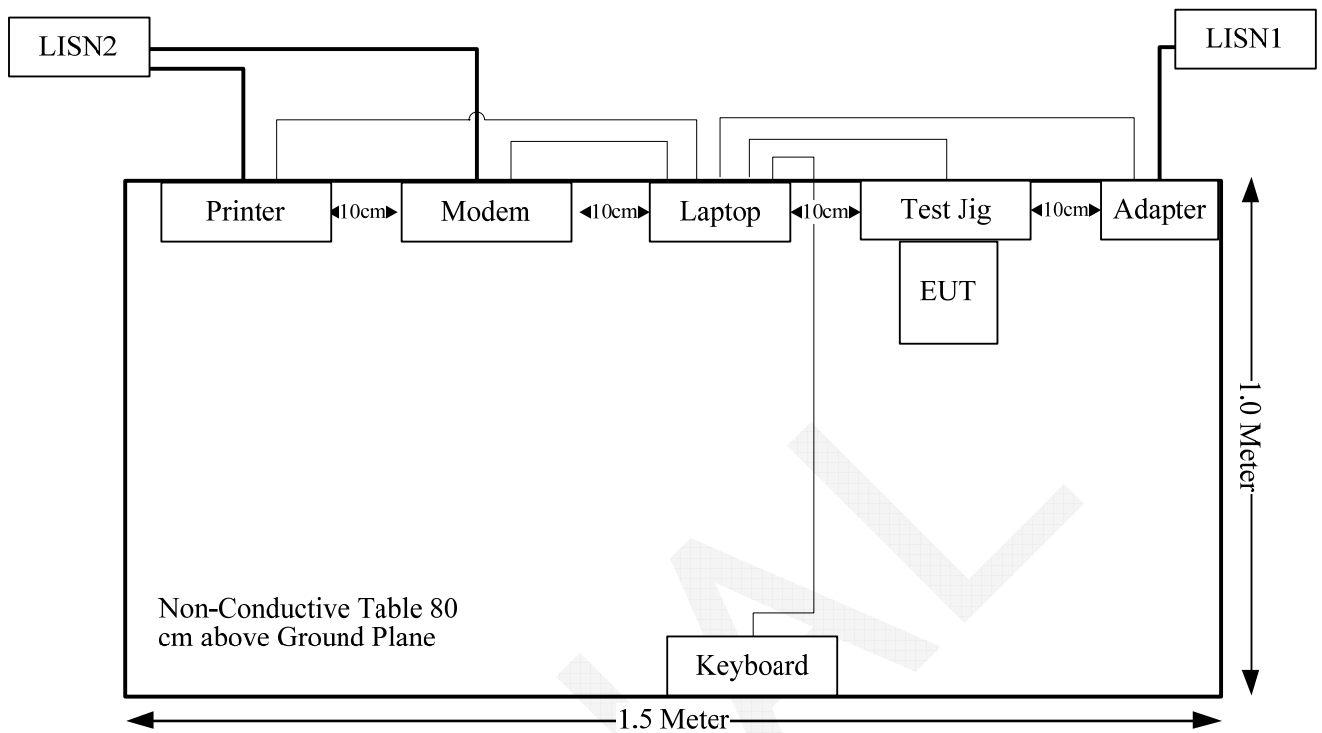 LISN2
LISN1
Printer
10cm
Modem
10cm
Laptop
10cm
Test Jig
10cm
Adapter
EUT
1.0 Meter
Non-Conductive Table 80
cm above Ground Plane
Keyboard
1.5 Meter